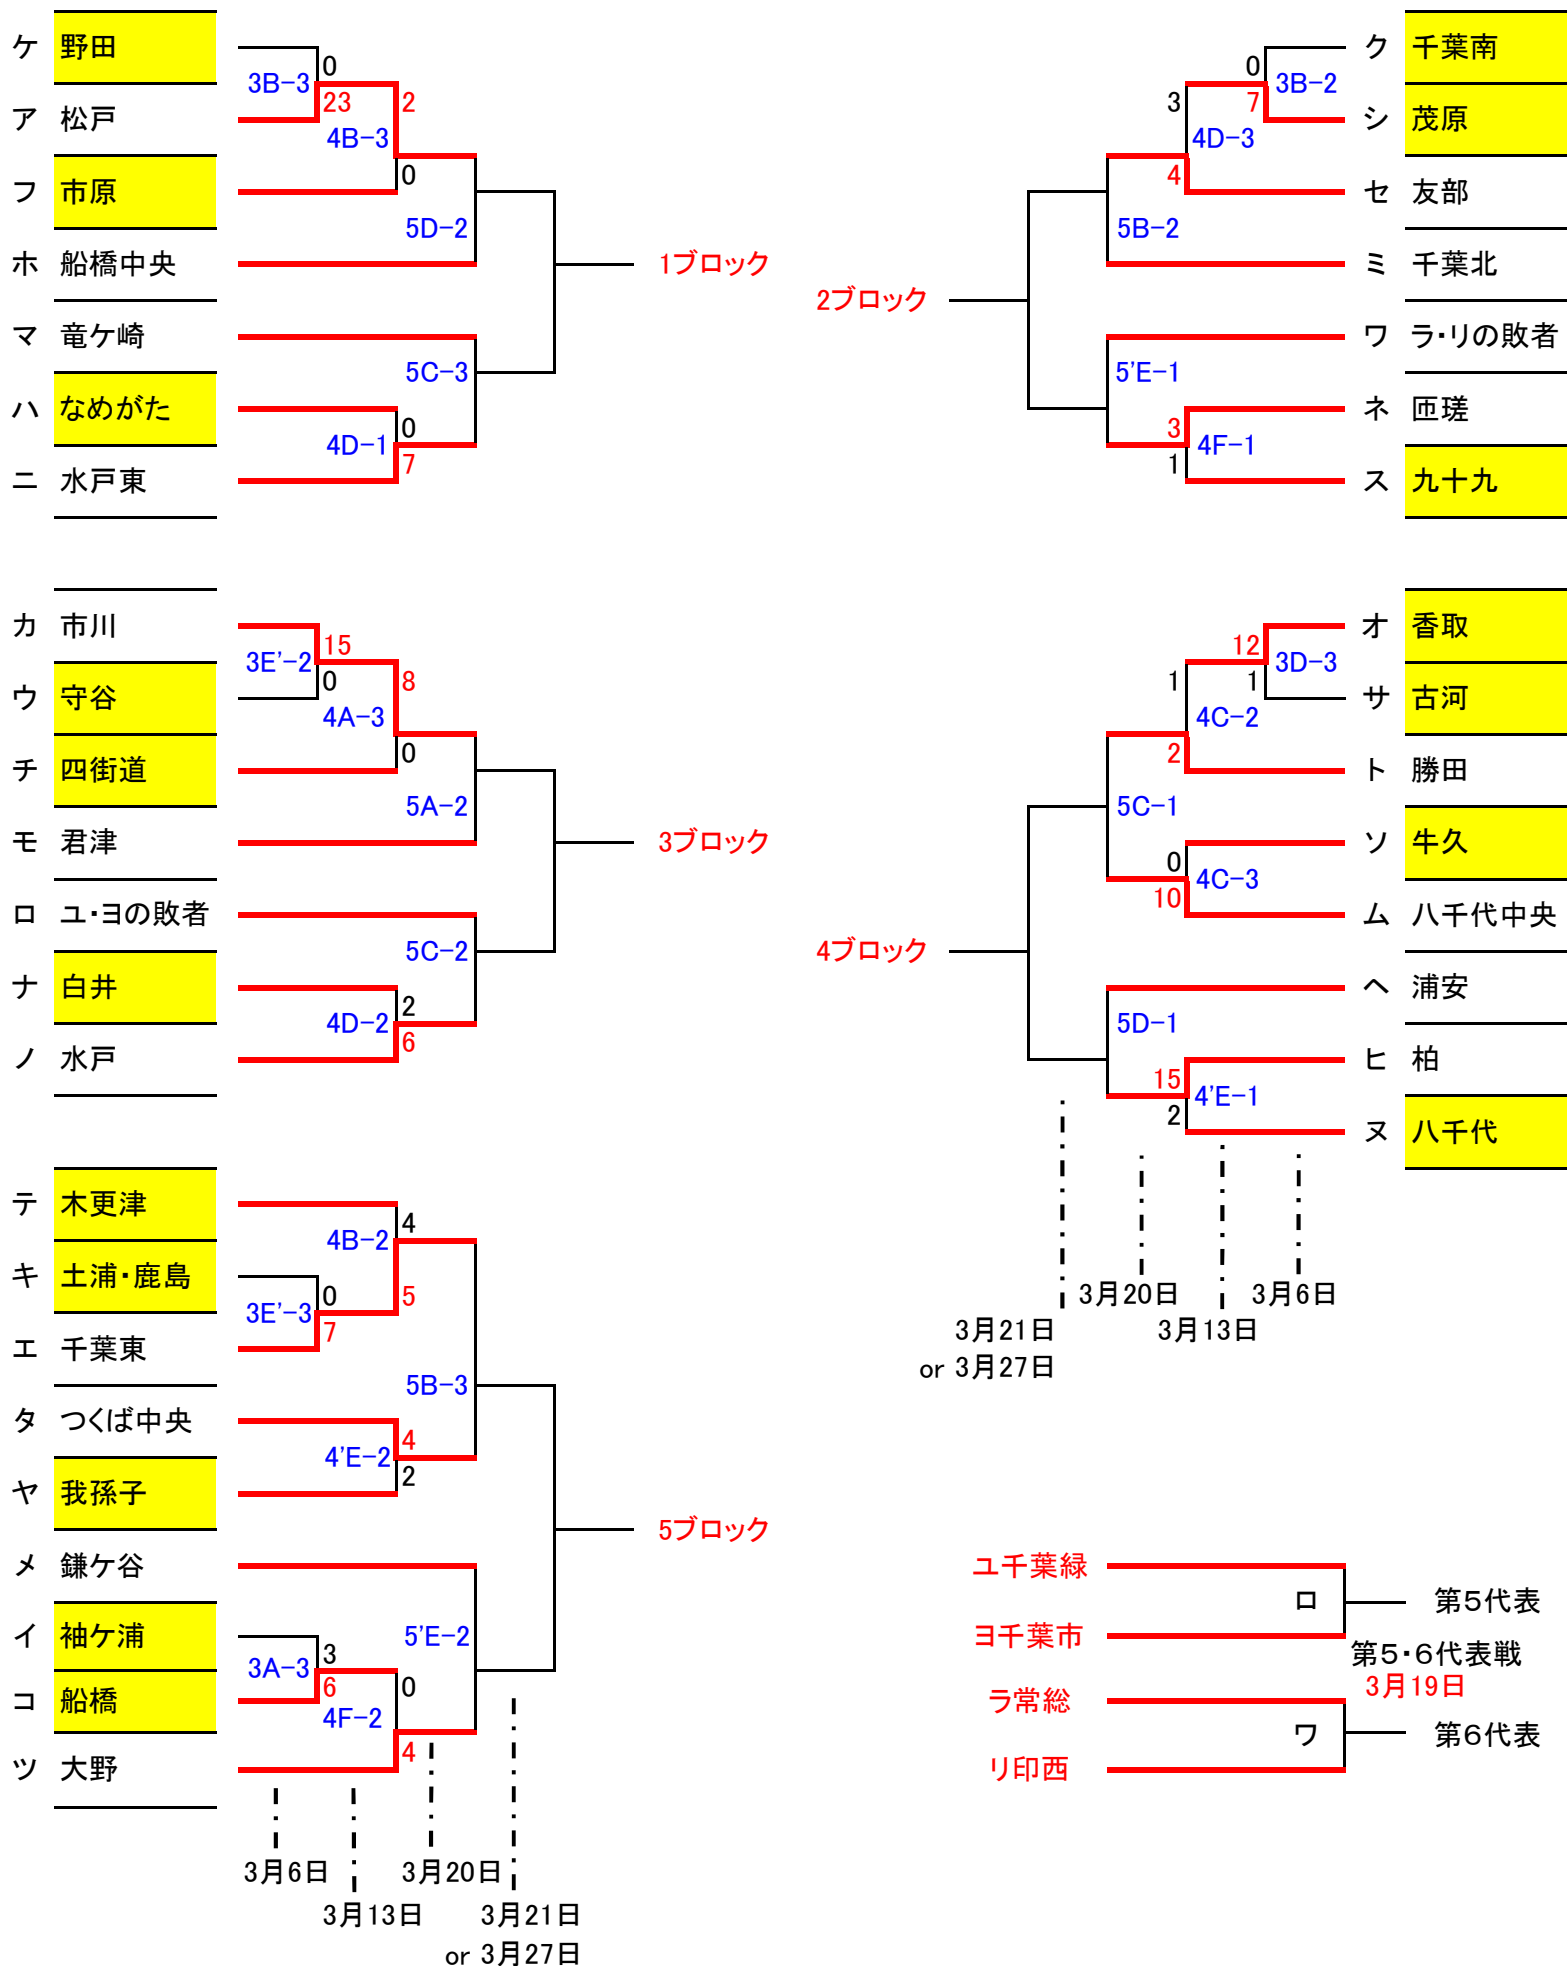 ケ 野田
0
3B-3
23
2
ア 松戸
4B-3
0
フ 市原
5D-2
ホ 船橋中央
1ブロック
マ 竜ケ崎
5C-3
ハ なめがた
0
4D-1
7
ニ 水戸東
ク 千葉南
0
3B-2
3
7
シ 茂原
4D-3
4
セ 友部
5B-2
ミ 千葉北
2ブロック
ワ ラ・リの敗者
5'E-1
ネ 匝瑳
3
4F-1
1
ス 九十九
カ 市川
15
3E'-2
0
8
ウ 守谷
4A-3
0
チ 四街道
5A-2
モ 君津
3ブロック
ロ ユ・ヨの敗者
5C-2
ナ 白井
2
4D-2
6
ノ 水戸
オ 香取
12
3D-3
1
1
サ 古河
4C-2
2
ト 勝田
5C-1
ソ 牛久
0
4C-3
10
ム 八千代中央
4ブロック
ヘ 浦安
5D-1
ヒ 柏
15
4'E-1
2
ヌ 八千代
3月20日
3月6日
3月21日
3月13日
or 3月27日
テ 木更津
4
4B-2
キ 土浦・鹿島
0
5
3E'-3
7
エ 千葉東
5B-3
タ つくば中央
4
4'E-2
2
ヤ 我孫子
5ブロック
メ 鎌ケ谷
イ 袖ケ浦
5'E-2
3
3A-3
6
0
コ 船橋
4F-2
4
ツ 大野
3月6日
3月20日
3月13日
3月21日
or 3月27日
ユ千葉緑
ロ
第5代表
ヨ千葉市
第5・6代表戦
3月19日
ラ常総
ワ
第6代表
リ印西